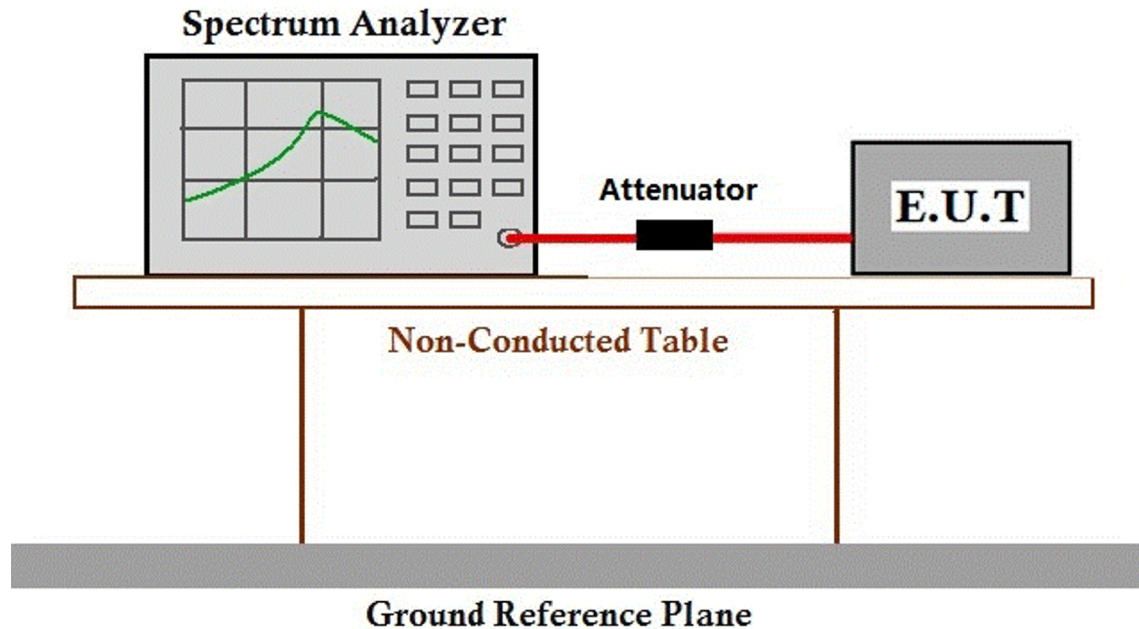 Spectrum Analyzer
Attenuator
E.U.T
Non-Conducted Table
Ground Reference Plane